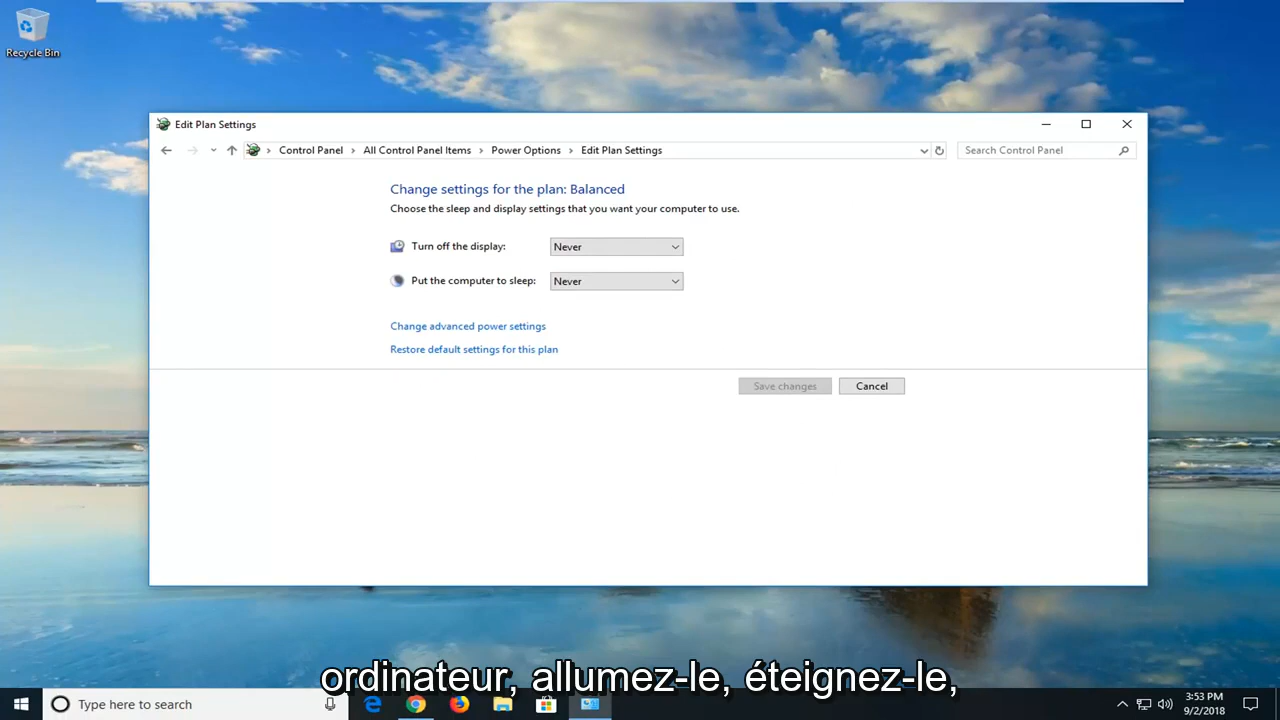 Recycle Bin
Edit Plan Settings
Control Panel > All Control Panel Items > Power Options > Edit Plan Settings
Search Control Panel
Change settings for the plan: Balanced
Choose the sleep and display settings that you want your computer to use.
Turn off the display: Never
Put the computer to sleep: Never
Change advanced power settings
Restore default settings for this plan
Save changes Cancel
ordinateur, allumez-le, éteignez-le,
Type here to search
3:53 PM
9/2/2018